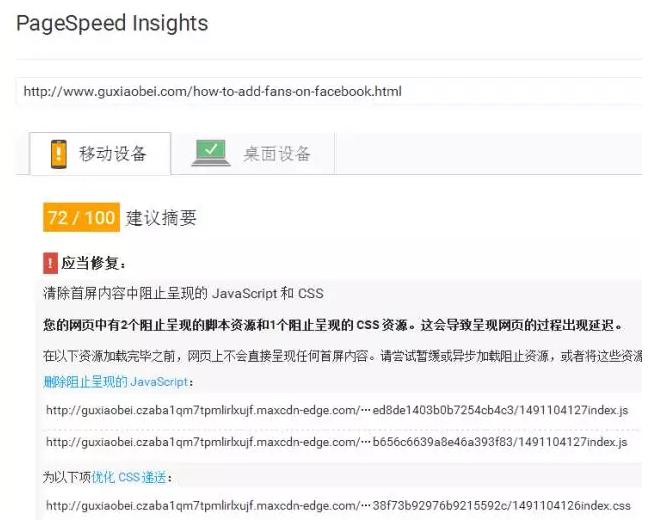 PageSpeed Insights
http://www.guxiaobei.com/how-to-add-fans-on-facebook.html
移动设备 桌面设备
72 / 100 建议摘要
! 应当修复：
清除首屏内容中阻止呈现的 JavaScript 和 CSS
您的网页中有2个阻止呈现的脚本资源和1个阻止呈现的 CSS 资源。这会导致呈现网页的过程出现延迟。
在以下资源加载完毕之前，网页上不会直接呈现任何首屏内容。请尝试暂缓或异步加载阻止资源，或者将这些资源
删除阻止呈现的 JavaScript：
http://guxiaobei.czaba1qm7tpmlirlxujf.maxcdn-edge.com/…ed8de1403b0b7254cb4c3/1491104127index.js
http://guxiaobei.czaba1qm7tpmlirlxujf.maxcdn-edge.com/…b656c6639a8e46a393f83/1491104127index.js
为以下项优化 CSS 递送：
http://guxiaobei.czaba1qm7tpmlirlxujf.maxcdn-edge.com/…38f73b92976b9215592c/1491104126index.css